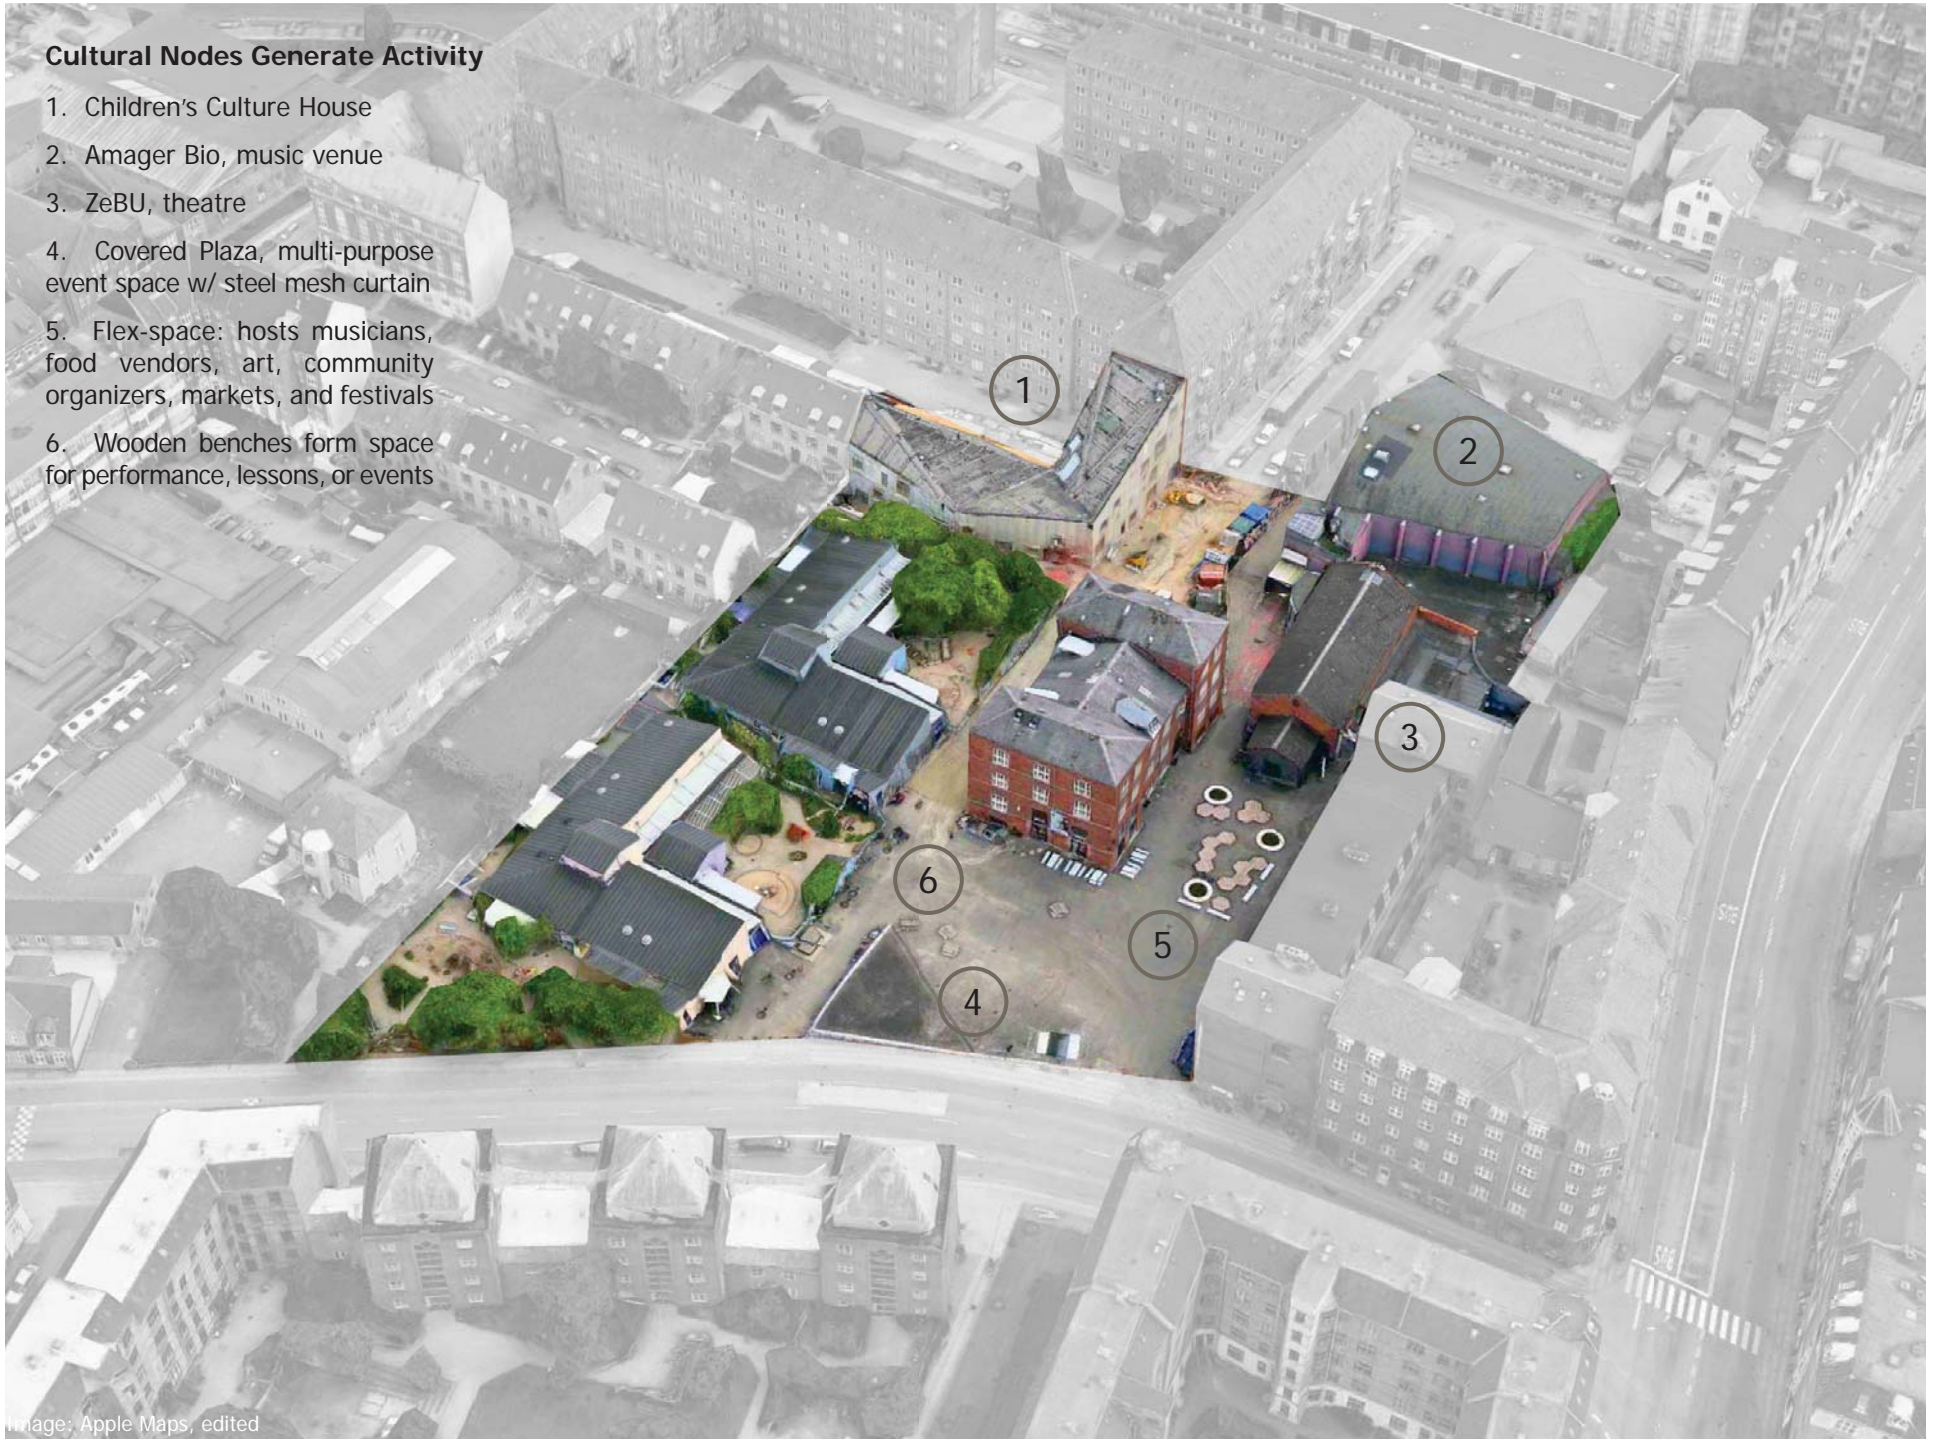 Cultural Nodes Generate Activity
1. Children's Culture House
2. Amager Bio, music venue
3. ZeBU, theatre
4. Covered Plaza, multi-purpose
event space w/ steel mesh curtain
5. Flex-space: hosts musicians,
food vendors, art, community
organizers, markets, and festivals
6. Wooden benches form space
for performance, lessons, or events
1
2
3
6
5
4
BUS
BUS
BUS
Image: Apple Maps, edited